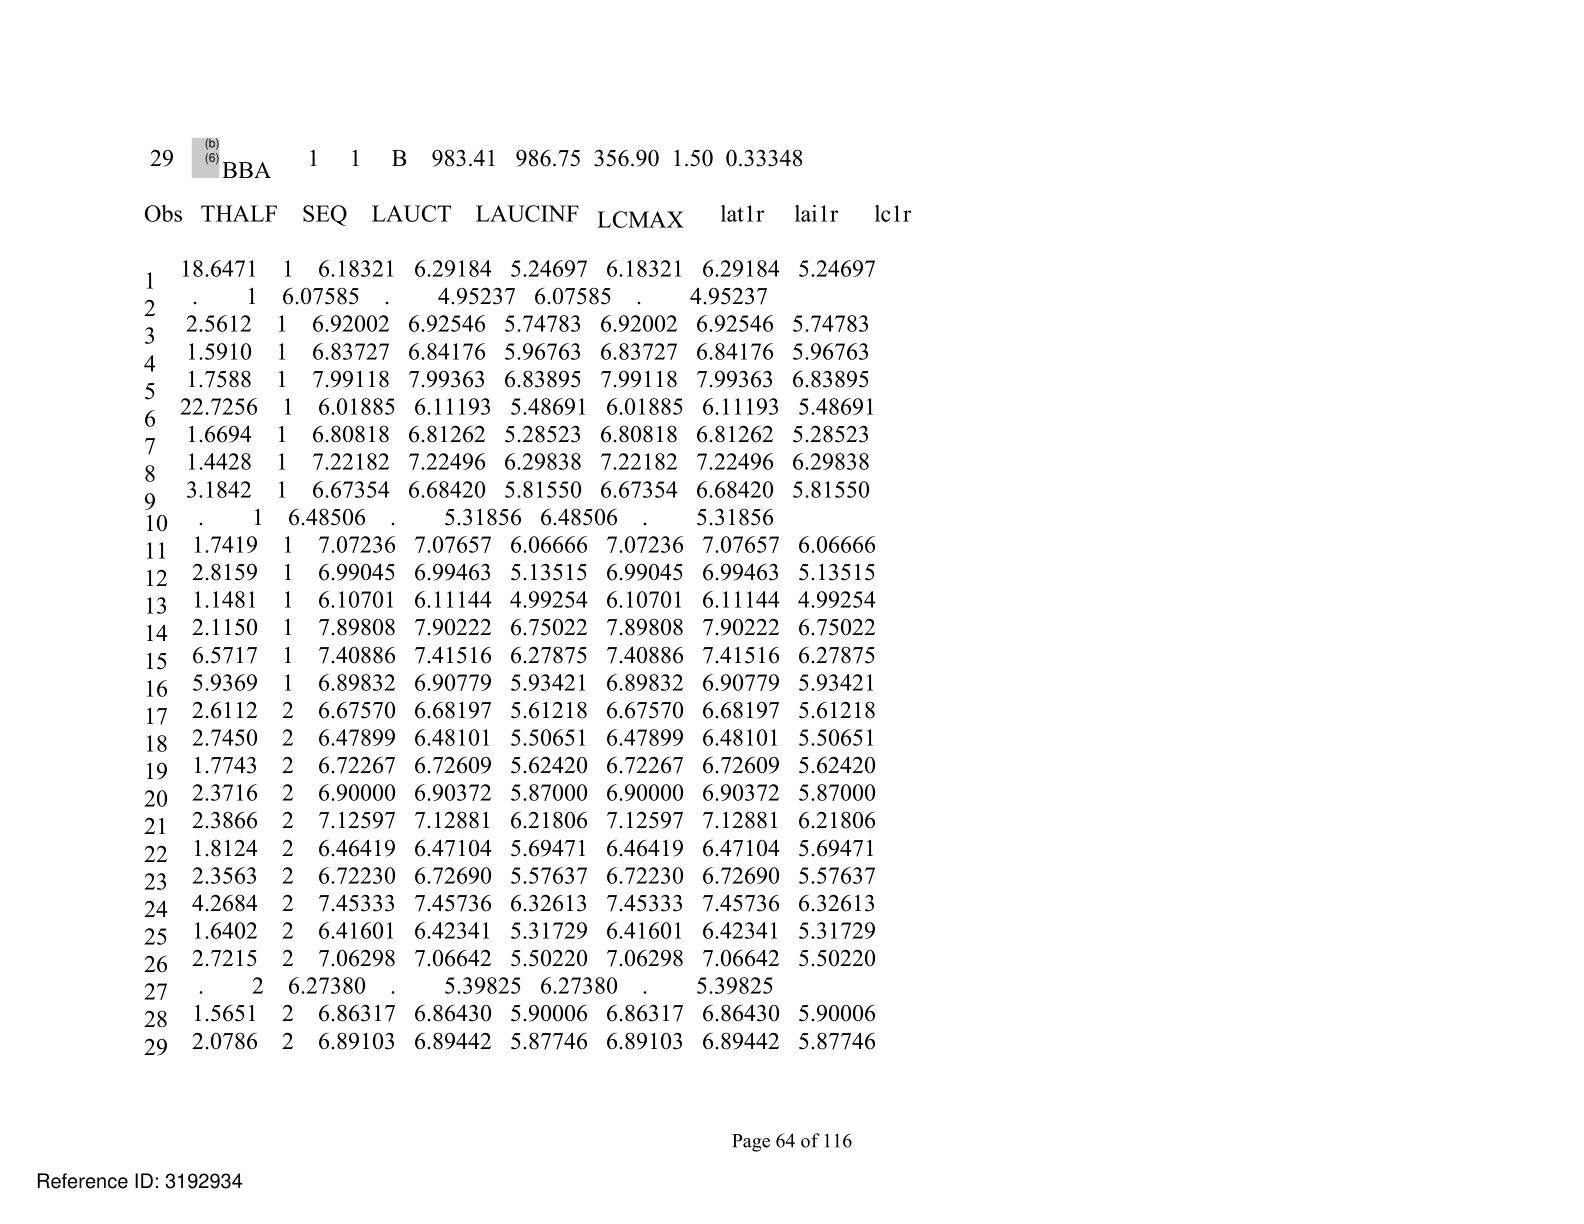 29 (b) (6) BBA 1 1 B 983.41 986.75 356.90 1.50 0.33348
Obs THALF SEQ LAUCT LAUCINF LCMAX lat1r lai1r lc1r
1 18.6471 1 6.18321 6.29184 5.24697 6.18321 6.29184 5.24697
2 . 1 6.07585 . 4.95237 6.07585 . 4.95237
3 2.5612 1 6.92002 6.92546 5.74783 6.92002 6.92546 5.74783
4 1.5910 1 6.83727 6.84176 5.96763 6.83727 6.84176 5.96763
5 1.7588 1 7.99118 7.99363 6.83895 7.99118 7.99363 6.83895
6 22.7256 1 6.01885 6.11193 5.48691 6.01885 6.11193 5.48691
7 1.6694 1 6.80818 6.81262 5.28523 6.80818 6.81262 5.28523
8 1.4428 1 7.22182 7.22496 6.29838 7.22182 7.22496 6.29838
9 3.1842 1 6.67354 6.68420 5.81550 6.67354 6.68420 5.81550
10 . 1 6.48506 . 5.31856 6.48506 . 5.31856
11 1.7419 1 7.07236 7.07657 6.06666 7.07236 7.07657 6.06666
12 2.8159 1 6.99045 6.99463 5.13515 6.99045 6.99463 5.13515
13 1.1481 1 6.10701 6.11144 4.99254 6.10701 6.11144 4.99254
14 2.1150 1 7.89808 7.90222 6.75022 7.89808 7.90222 6.75022
15 6.5717 1 7.40886 7.41516 6.27875 7.40886 7.41516 6.27875
16 5.9369 1 6.89832 6.90779 5.93421 6.89832 6.90779 5.93421
17 2.6112 2 6.67570 6.68197 5.61218 6.67570 6.68197 5.61218
18 2.7450 2 6.47899 6.48101 5.50651 6.47899 6.48101 5.50651
19 1.7743 2 6.72267 6.72609 5.62420 6.72267 6.72609 5.62420
20 2.3716 2 6.90000 6.90372 5.87000 6.90000 6.90372 5.87000
21 2.3866 2 7.12597 7.12881 6.21806 7.12597 7.12881 6.21806
22 1.8124 2 6.46419 6.47104 5.69471 6.46419 6.47104 5.69471
23 2.3563 2 6.72230 6.72690 5.57637 6.72230 6.72690 5.57637
24 4.2684 2 7.45333 7.45736 6.32613 7.45333 7.45736 6.32613
25 1.6402 2 6.41601 6.42341 5.31729 6.41601 6.42341 5.31729
26 2.7215 2 7.06298 7.06642 5.50220 7.06298 7.06642 5.50220
27 . 2 6.27380 . 5.39825 6.27380 . 5.39825
28 1.5651 2 6.86317 6.86430 5.90006 6.86317 6.86430 5.90006
29 2.0786 2 6.89103 6.89442 5.87746 6.89103 6.89442 5.87746
Page 64 of 116
Reference ID: 3192934